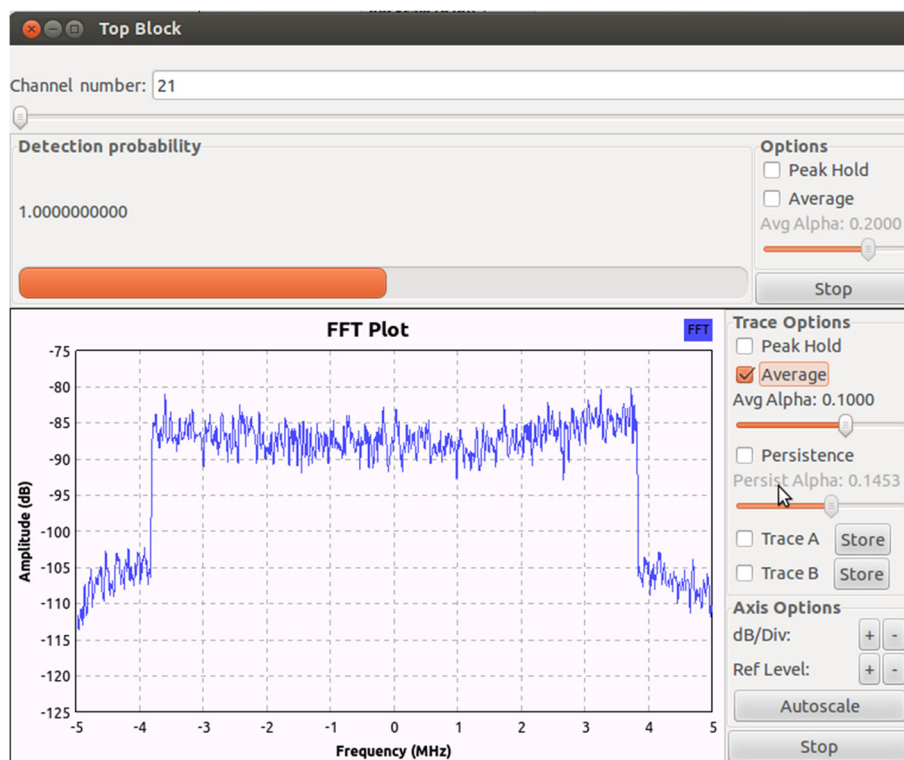 Top Block
Channel number: 21
Detection probability
1.0000000000
Options
Peak Hold
Average
Avg Alpha: 0.2000
Stop
FFT Plot
FFT
-75
-80
-85
-90
-95
-100
-105
-110
-115
-120
-125
Amplitude (dB)
-5 -4 -3 -2 -1 0 1 2 3 4 5
Frequency (MHz)
Trace Options
Peak Hold
Average
Avg Alpha: 0.1000
Persistence
Persist Alpha: 0.1453
Trace A Store
Trace B Store
Axis Options
dB/Div: + -
Ref Level: + -
Autoscale
Stop